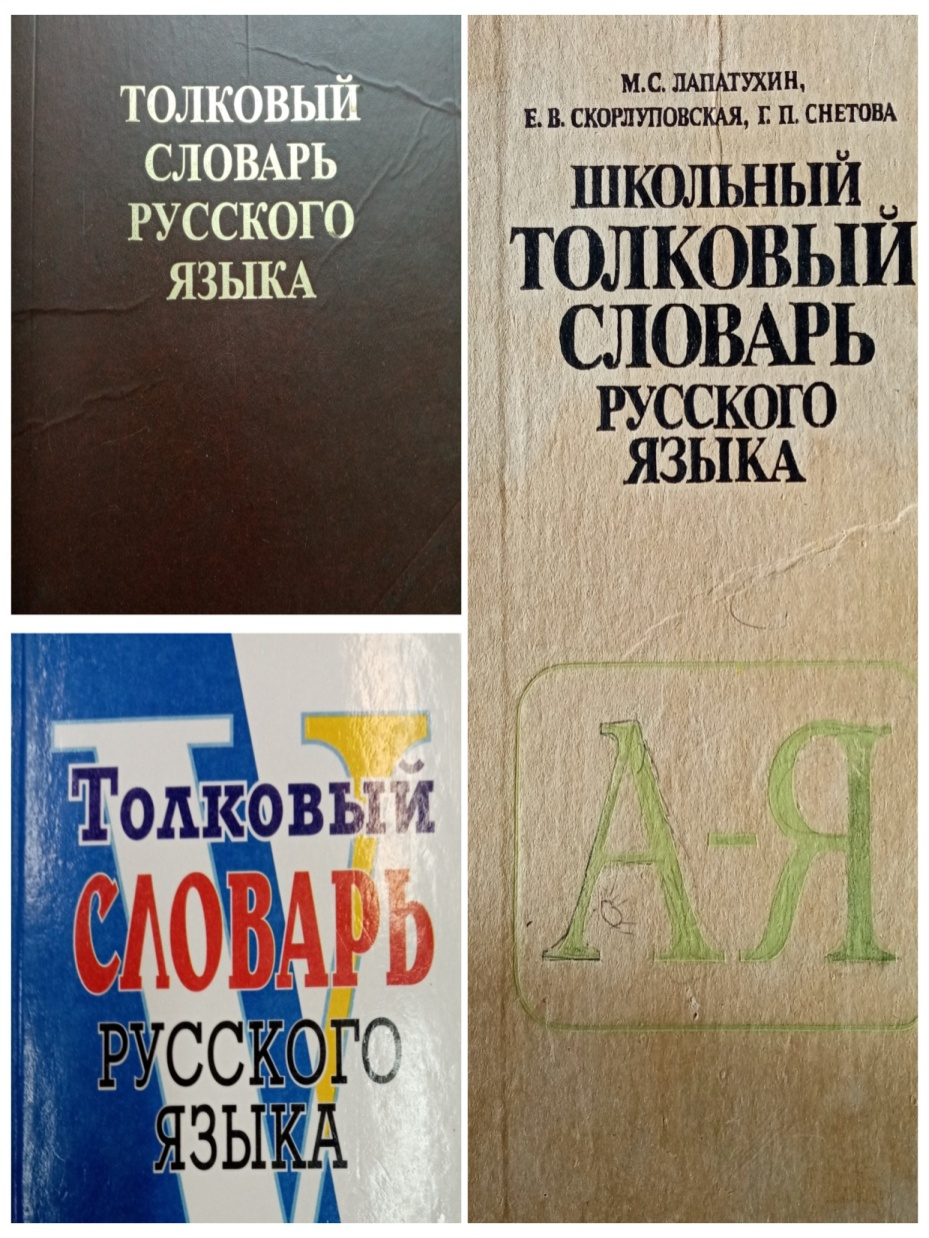 ТОЛКОВЫЙ
СЛОВАРЬ
РУССКОГО
ЯЗЫКА
М.С. ЛАПАТУХИН,
Е. В. СКОРЛУПОВСКАЯ, Г. П. СНЕТОВА
ШКОЛЬНЫЙ
ТОЛКОВЫЙ
СЛОВАРЬ
РУССКОГО
ЯЗЫКА
А-Я
Толковый
СЛОВАРЬ
РУССКОГО
ЯЗЫКА